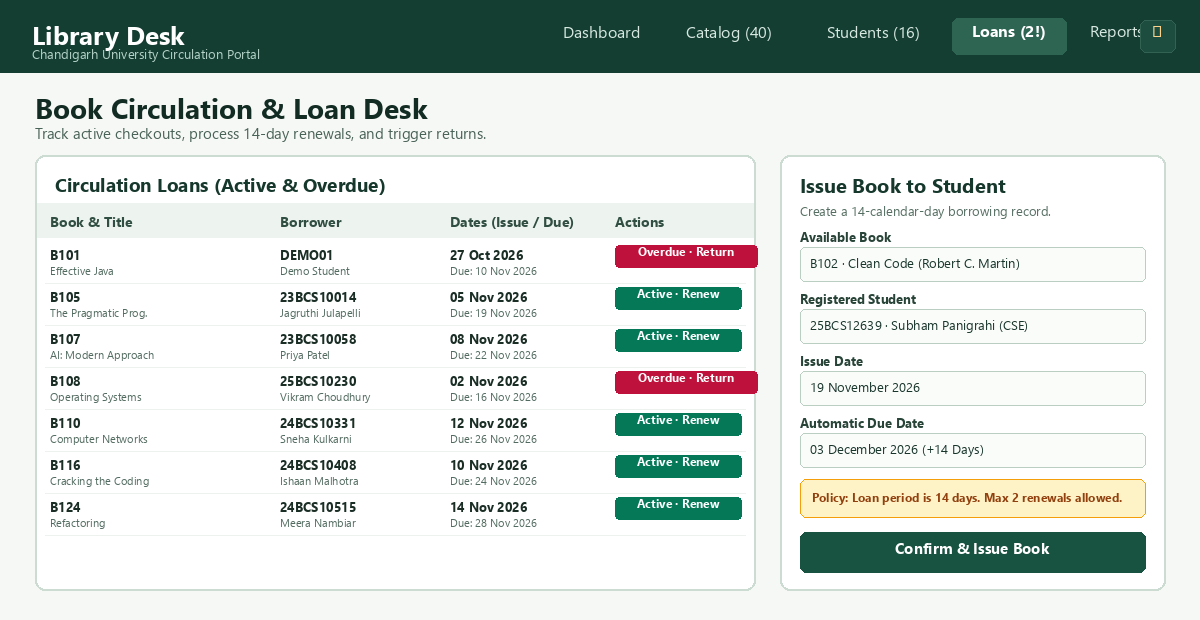 Library Desk
Chandigarh University Circulation Portal
Dashboard
Catalog (40)
Students (16)
Loans (2!)
Reports
Book Circulation & Loan Desk
Track active checkouts, process 14-day renewals, and trigger returns.
Circulation Loans (Active & Overdue)
Book & Title Borrower Dates (Issue / Due) Actions
B101 DEMO01 27 Oct 2026 Overdue · Return
Effective Java Demo Student Due: 10 Nov 2026
B105 23BCS10014 05 Nov 2026 Active · Renew
The Pragmatic Prog. Jagruthi Julapelli Due: 19 Nov 2026
B107 23BCS10058 08 Nov 2026 Active · Renew
AI: Modern Approach Priya Patel Due: 22 Nov 2026
B108 25BCS10230 02 Nov 2026 Overdue · Return
Operating Systems Vikram Choudhury Due: 16 Nov 2026
B110 24BCS10331 12 Nov 2026 Active · Renew
Computer Networks Sneha Kulkarni Due: 26 Nov 2026
B116 24BCS10408 10 Nov 2026 Active · Renew
Cracking the Coding Ishaan Malhotra Due: 24 Nov 2026
B124 24BCS10515 14 Nov 2026 Active · Renew
Refactoring Meera Nambiar Due: 28 Nov 2026
Issue Book to Student
Create a 14-calendar-day borrowing record.
Available Book
B102 · Clean Code (Robert C. Martin)
Registered Student
25BCS12639 · Subham Panigrahi (CSE)
Issue Date
19 November 2026
Automatic Due Date
03 December 2026 (+14 Days)
Policy: Loan period is 14 days. Max 2 renewals allowed.
Confirm & Issue Book